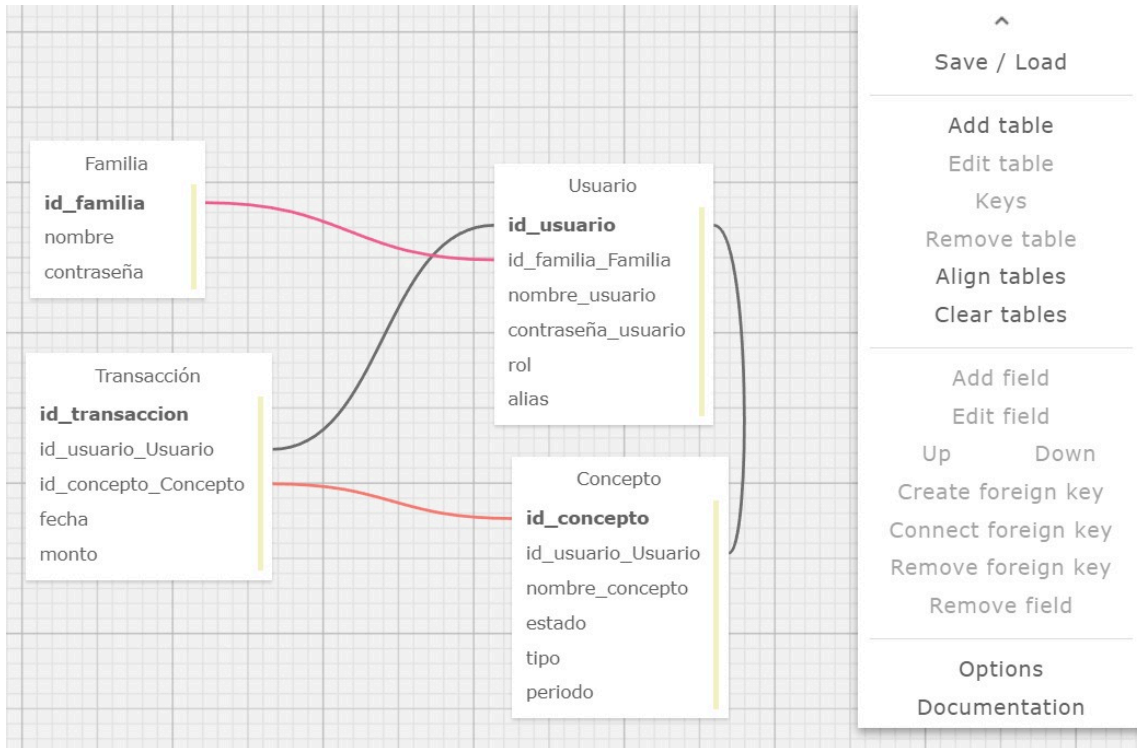 Familia
id_familia
nombre
contraseña
Transacción
id_transaccion
id_usuario_Usuario
id_concepto_Concepto
fecha
monto
Usuario
id_usuario
id_familia_Familia
nombre_usuario
contraseña_usuario
rol
alias
Concepto
id_concepto
id_usuario_Usuario
nombre_concepto
estado
tipo
periodo
Save / Load
Add table
Edit table
Keys
Remove table
Align tables
Clear tables
Add field
Edit field
Up Down
Create foreign key
Connect foreign key
Remove foreign key
Remove field
Options
Documentation